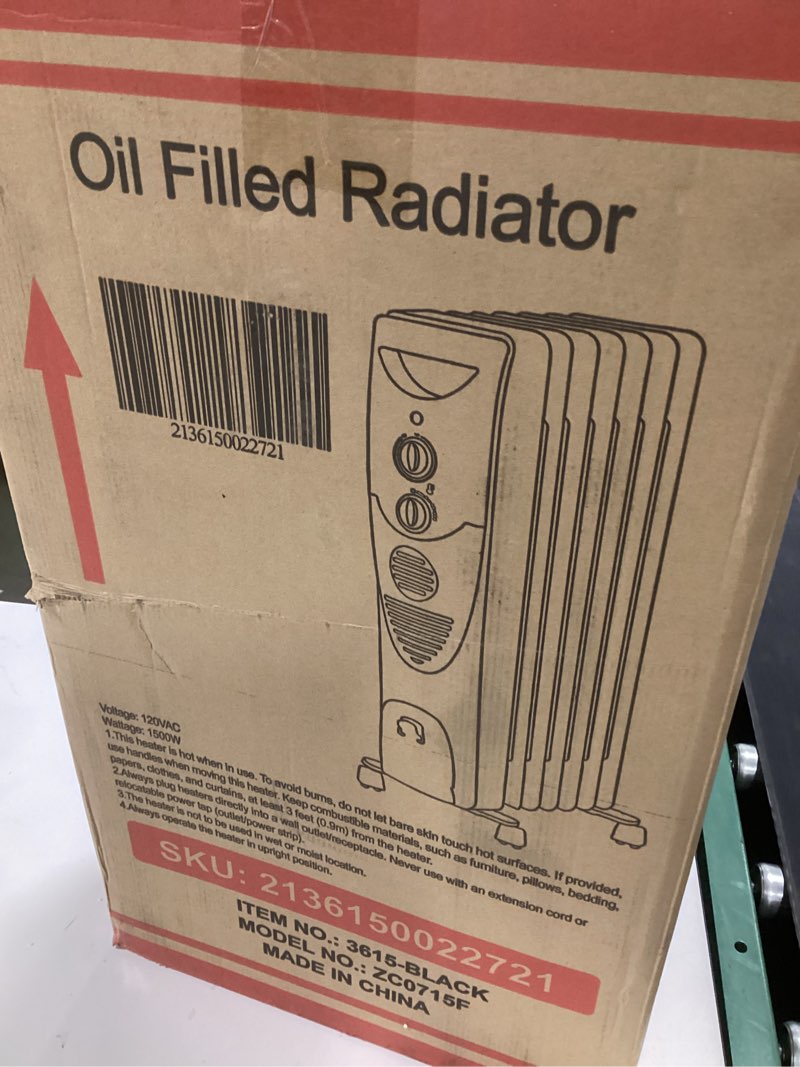 Oil Filled Radiator
2136150022721
Voltage: 120VAC
Wattage: 1500W
1.This heater is hot when in use. To avoid burns, do not let bare skin touch hot surfaces. If provided,
use handles when moving this heater. Keep combustible materials, such as furniture, pillows, bedding,
papers, clothes, and curtains, at least 3 feet (0.9m) from the heater.
2.Always plug heaters directly into a wall outlet/receptacle. Never use with an extension cord or
relocatable power tap (outlet/power strip).
3.The heater is not to be used in wet or moist location.
4.Always operate the heater in upright position.
SKU: 2136150022721
ITEM NO.: 3615-BLACK
MODEL NO.: ZC0715F
MADE IN CHINA